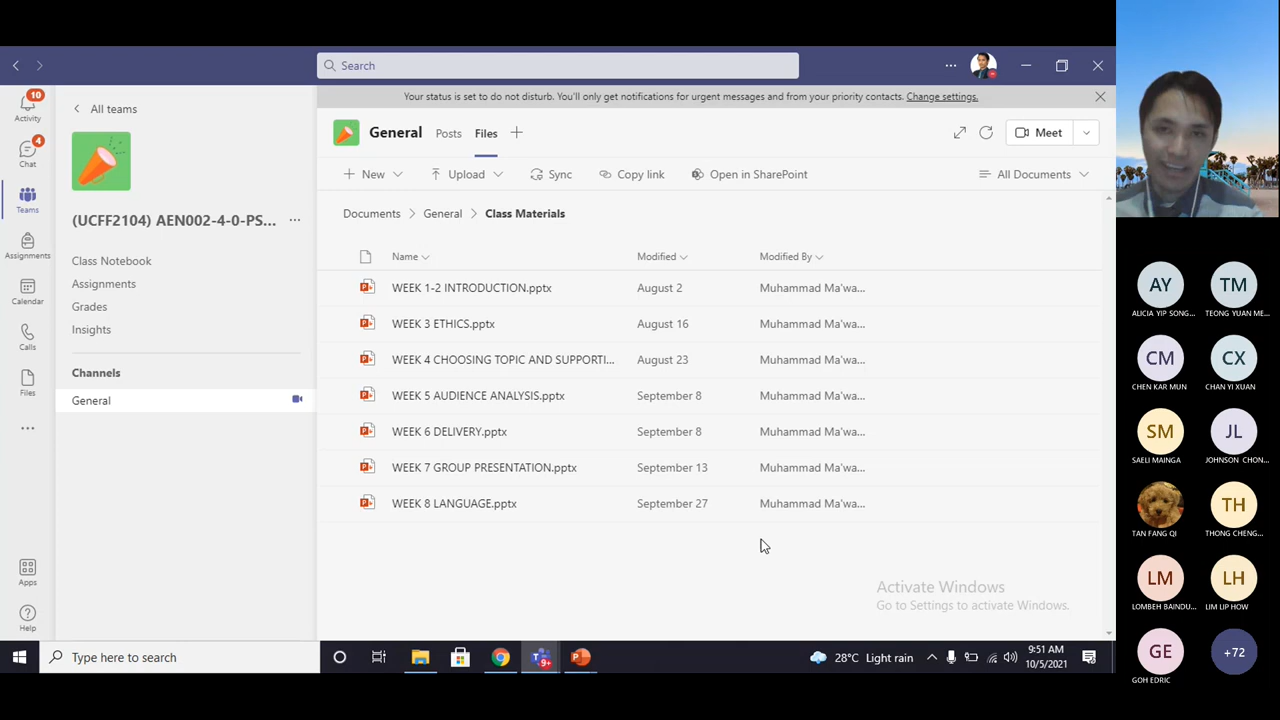 Search
Your status is set to do not disturb. You'll only get notifications for urgent messages and from your priority contacts. Change settings.
10
Activity
4
Chat
Teams
Assignments
Calendar
Calls
Files
Apps
Help
All teams
(UCFF2104) AEN002-4-0-PS...
Class Notebook
Assignments
Grades
Insights
Channels
General
General
Posts
Files
Meet
New
Upload
Sync
Copy link
Open in SharePoint
All Documents
Documents > General > Class Materials
Name Modified Modified By
WEEK 1-2 INTRODUCTION.pptx August 2 Muhammad Ma'wa...
WEEK 3 ETHICS.pptx August 16 Muhammad Ma'wa...
WEEK 4 CHOOSING TOPIC AND SUPPORTI... August 23 Muhammad Ma'wa...
WEEK 5 AUDIENCE ANALYSIS.pptx September 8 Muhammad Ma'wa...
WEEK 6 DELIVERY.pptx September 8 Muhammad Ma'wa...
WEEK 7 GROUP PRESENTATION.pptx September 13 Muhammad Ma'wa...
WEEK 8 LANGUAGE.pptx September 27 Muhammad Ma'wa...
Activate Windows
Go to Settings to activate Windows.
Type here to search
9+
28°C Light rain
9:51 AM
10/5/2021
AY TM
ALICIA YIP SONG... TEONG YUAN ME...
CM CX
CHEN KAR MUN CHAN YI XUAN
SM JL
SAELI MAINGA JOHNSON CHON...
TH
TAN FANG QI THONG CHENG...
LM LH
LOMBEH BAINDU... LIM LIP HOW
GE +72
GOH EDRIC